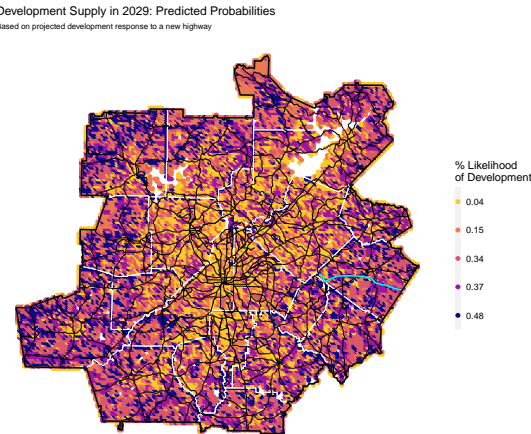 Development Supply in 2029: Predicted Probabilities
Based on projected development response to a new highway
% Likelihood
of Development
0.04
0.15
0.34
0.37
0.48